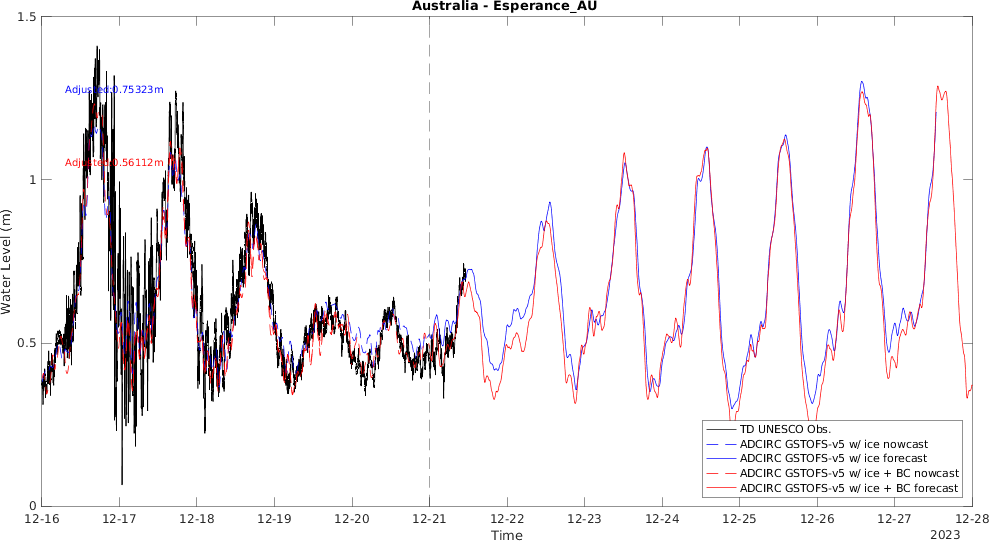 Australia - Esperance_AU
1.5
Adjusted:0.75323m
Adjusted:0.56112m
1
Water Level (m)
0.5
TD UNESCO Obs.
ADCIRC GSTOFS-v5 w/ ice nowcast
ADCIRC GSTOFS-v5 w/ ice forecast
ADCIRC GSTOFS-v5 w/ ice + BC nowcast
ADCIRC GSTOFS-v5 w/ ice + BC forecast
0
12-16 12-17 12-18 12-19 12-20 12-21 12-22 12-23 12-24 12-25 12-26 12-27 12-28
Time
2023